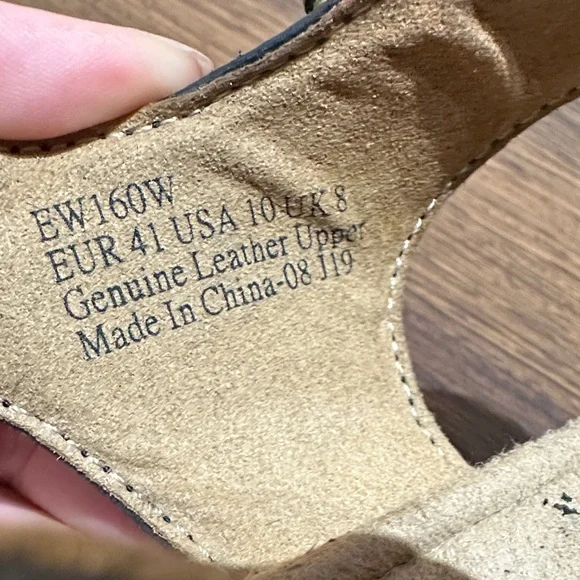 EW160W
EUR 41 USA 10 UK 8
Genuine Leather Upper
Made In China-08 J19